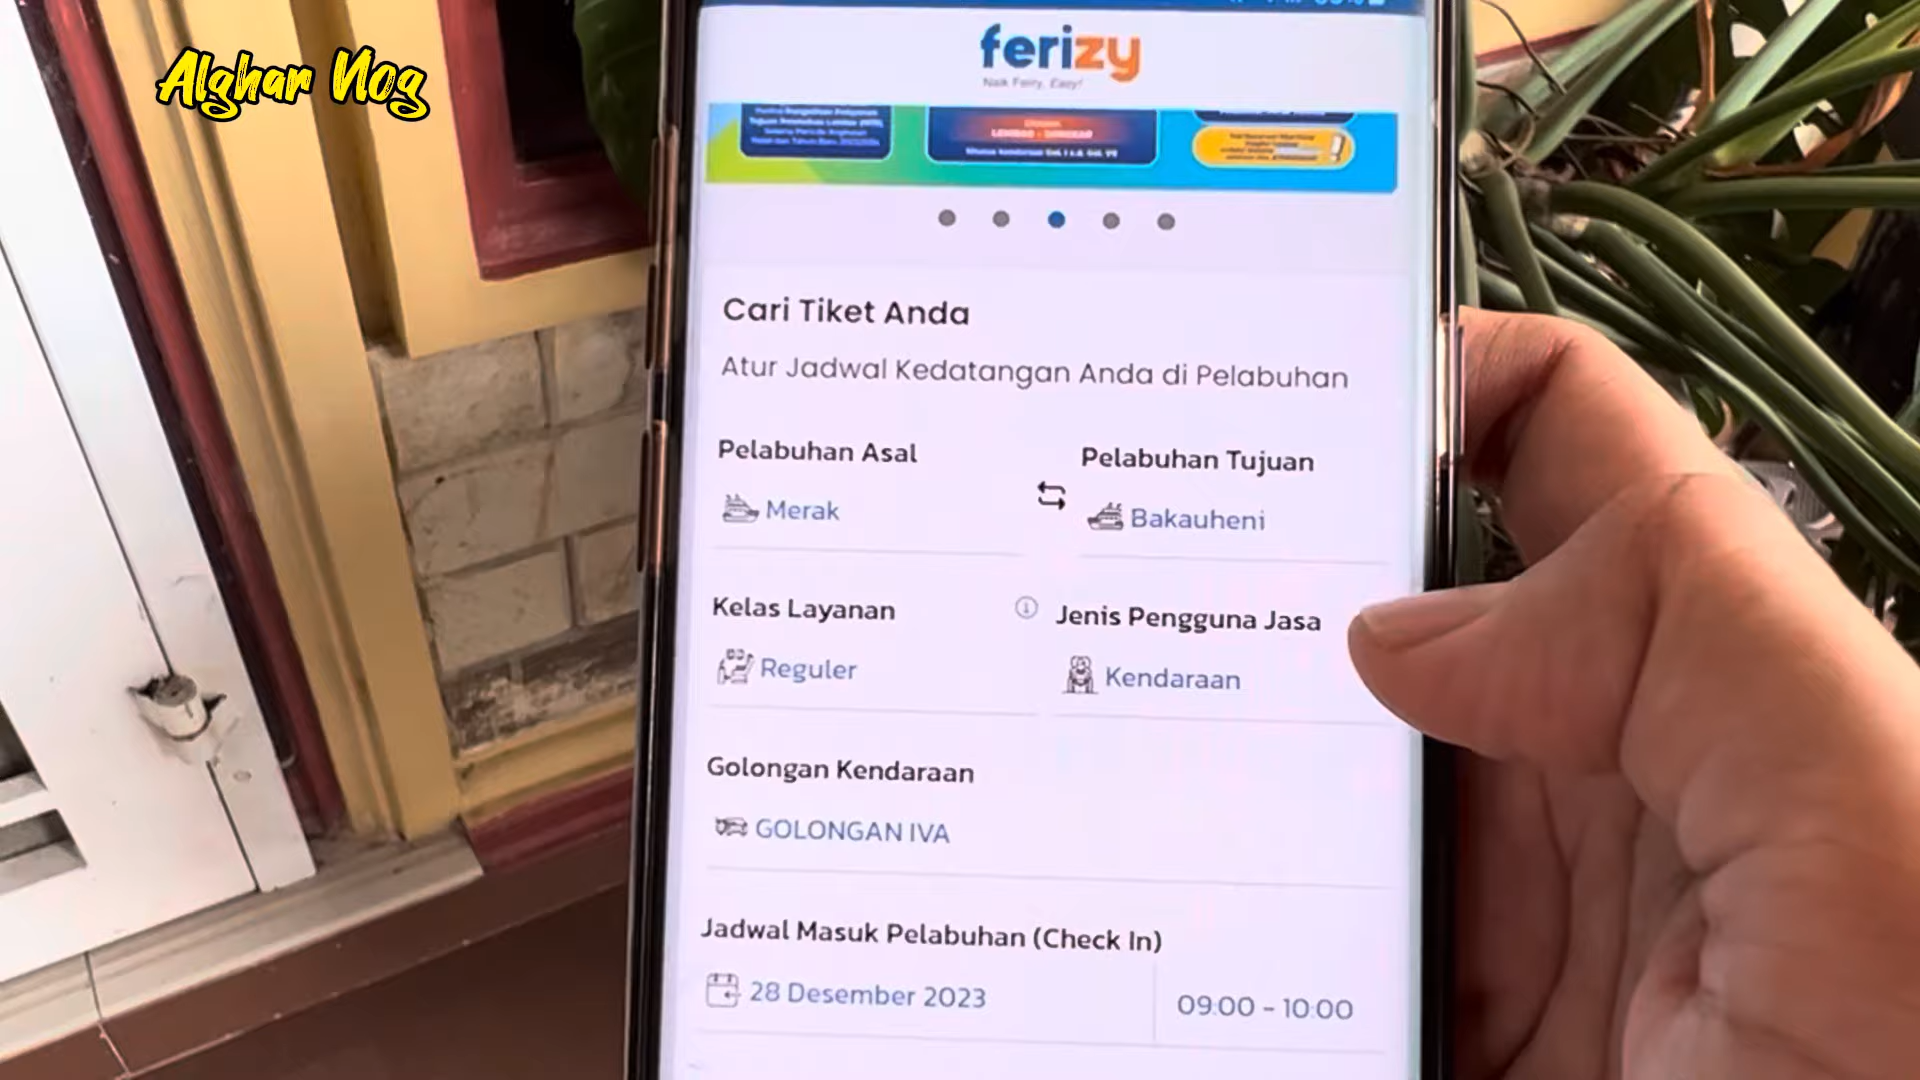 Alghar Vlog
ferizy
Naik Ferry, Easy!
LEMBAR -
Cari Tiket Anda
Atur Jadwal Kedatangan Anda di Pelabuhan
Pelabuhan Asal
Pelabuhan Tujuan
Merak
Bakauheni
Kelas Layanan
Jenis Pengguna Jasa
Reguler
Kendaraan
Golongan Kendaraan
GOLONGAN IVA
Jadwal Masuk Pelabuhan (Check In)
28 Desember 2023
09:00 - 10:00